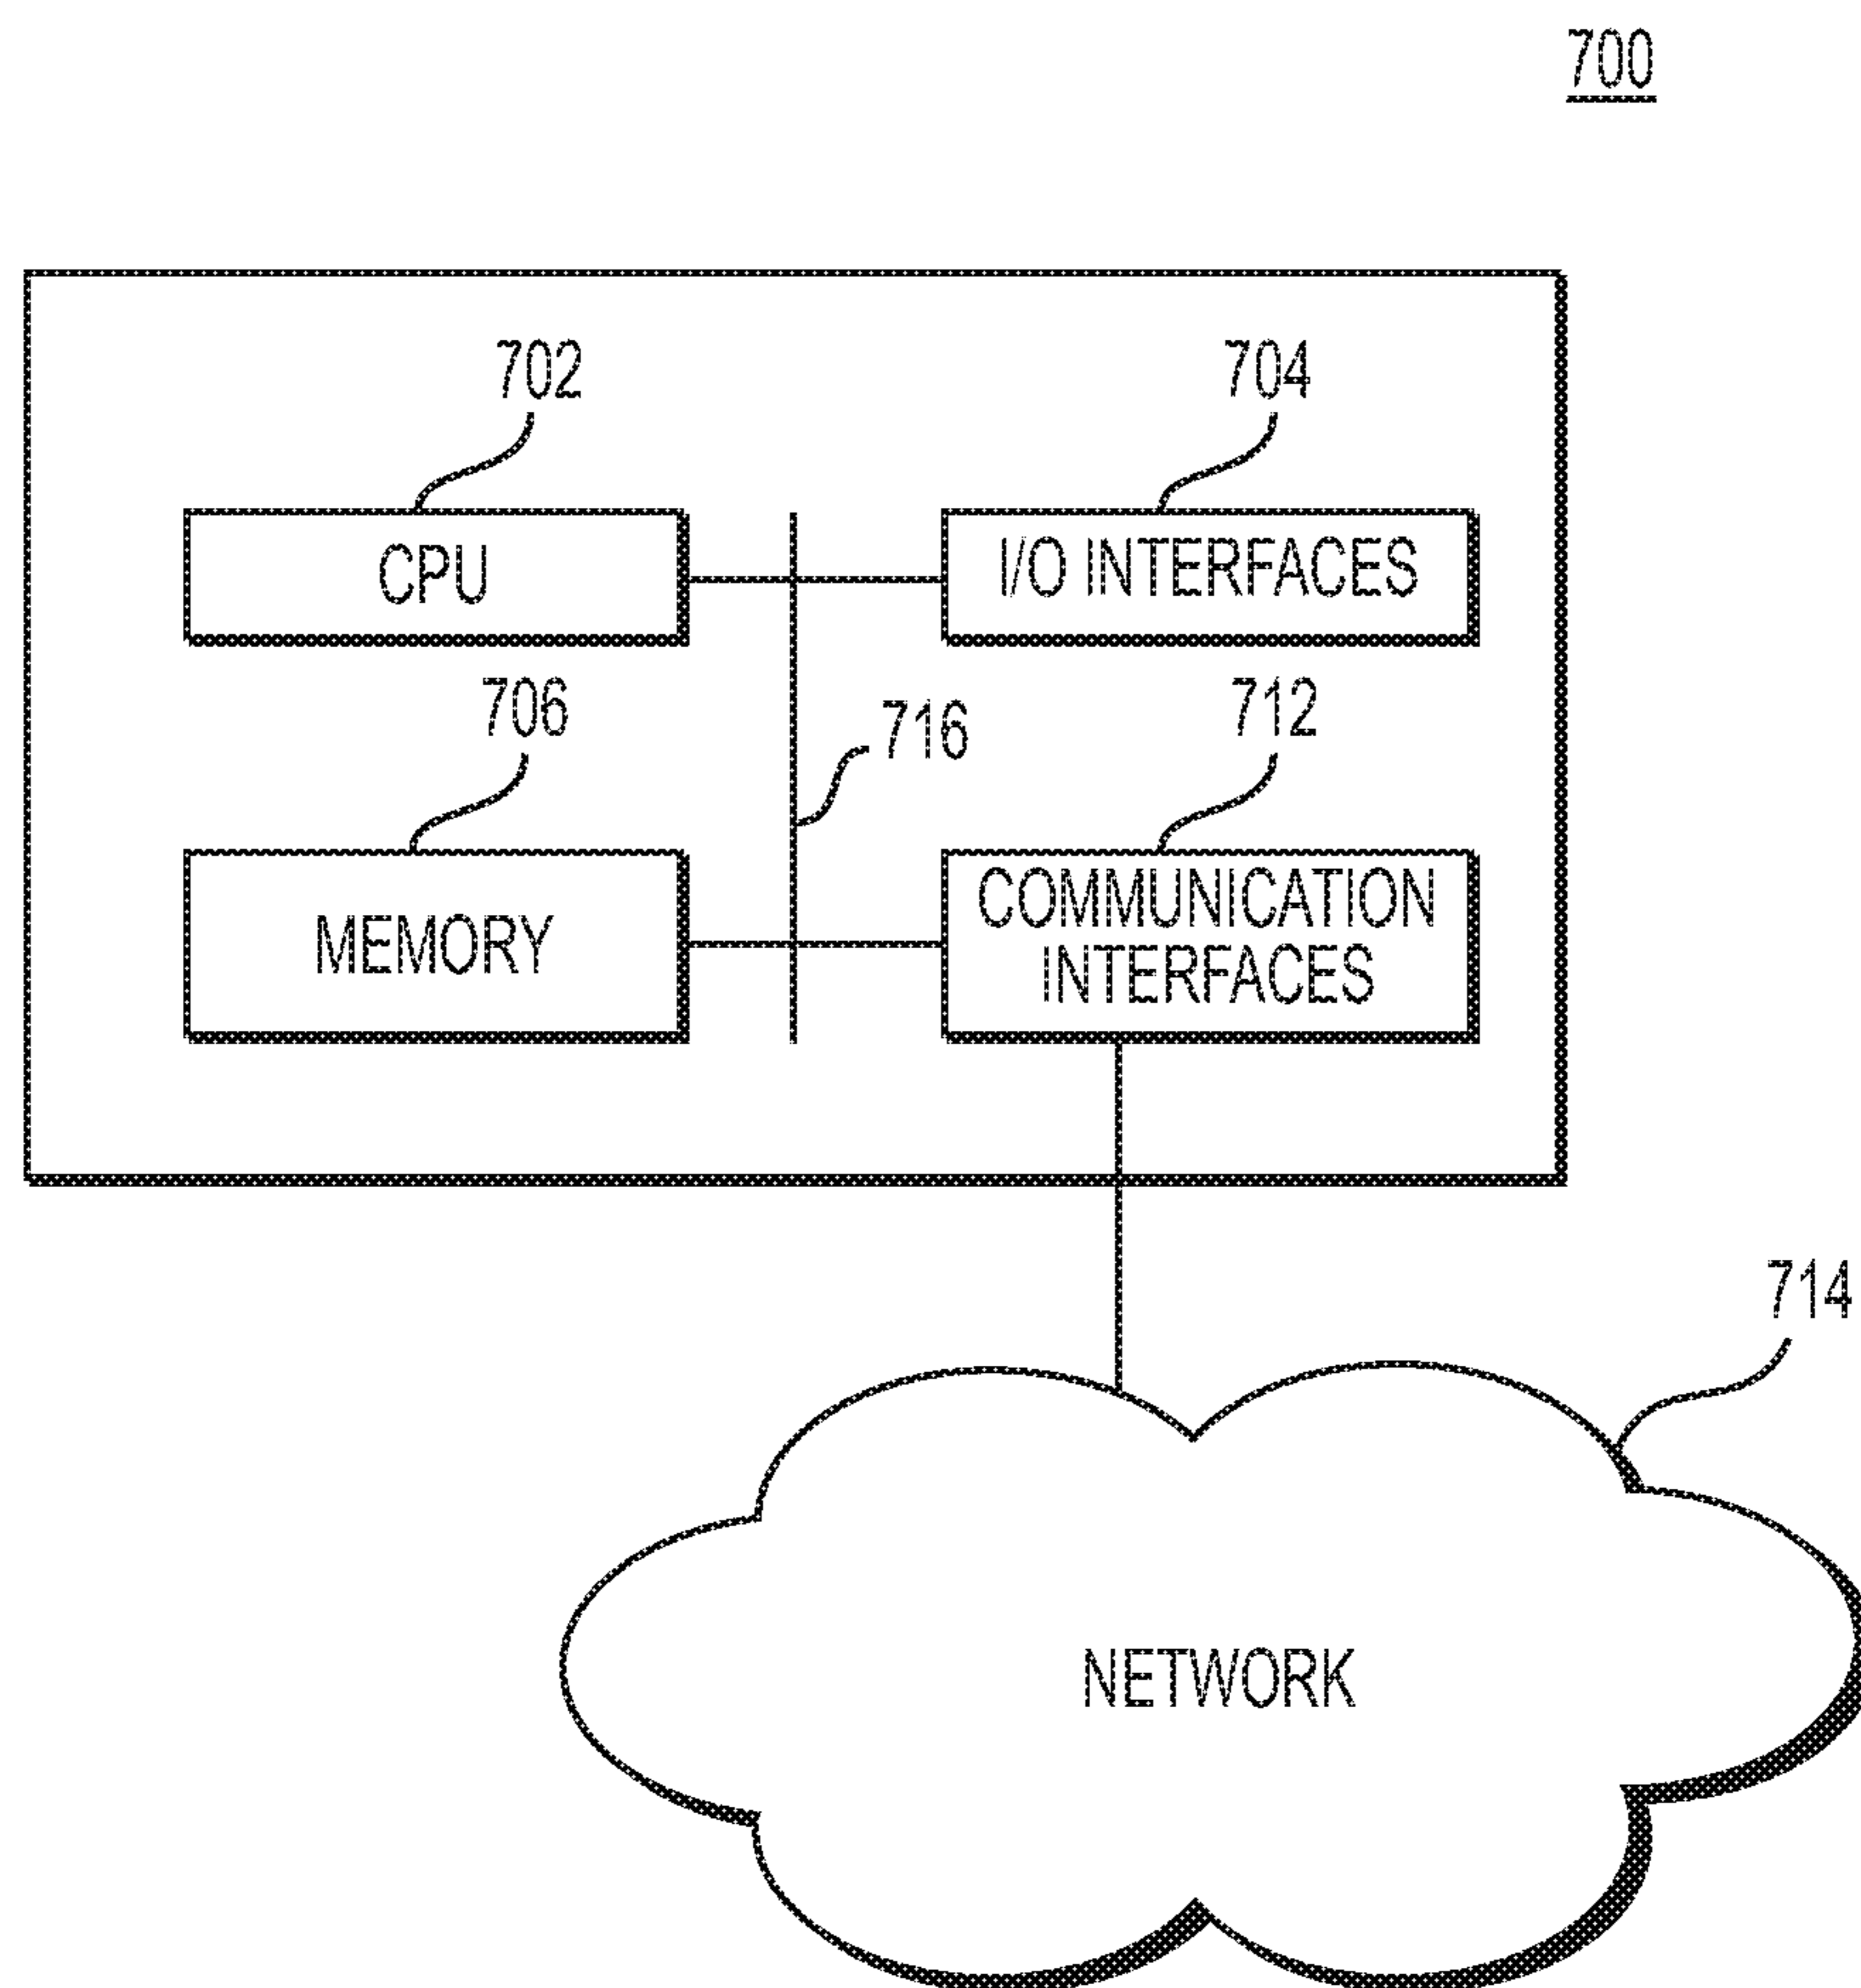 700
702
704
CPU
I/O INTERFACES
706
716
712
MEMORY
COMMUNICATION
INTERFACES
714
NETWORK